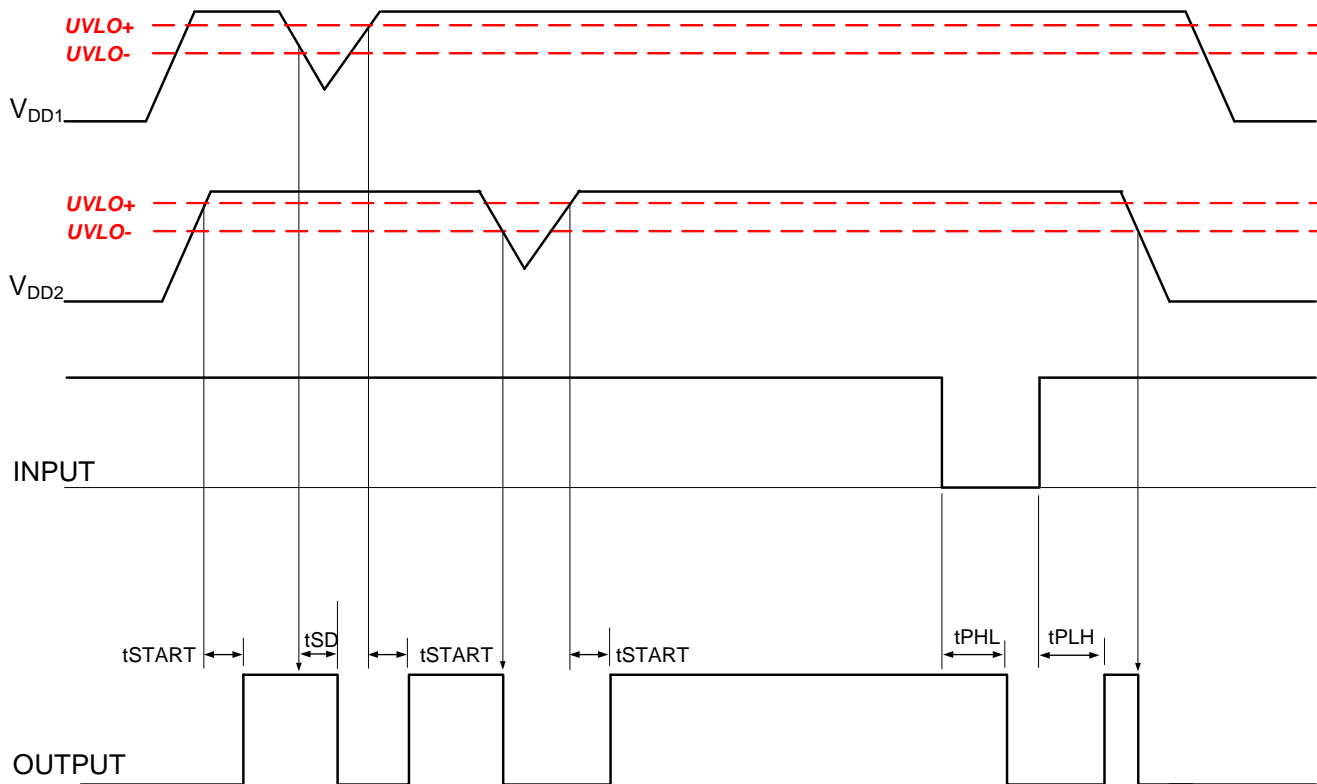 UVLO+
UVLO-
VDD1
UVLO+
UVLO-
VDD2
INPUT
tSTART
tSD
tSTART
tSTART
tPHL
tPLH
OUTPUT